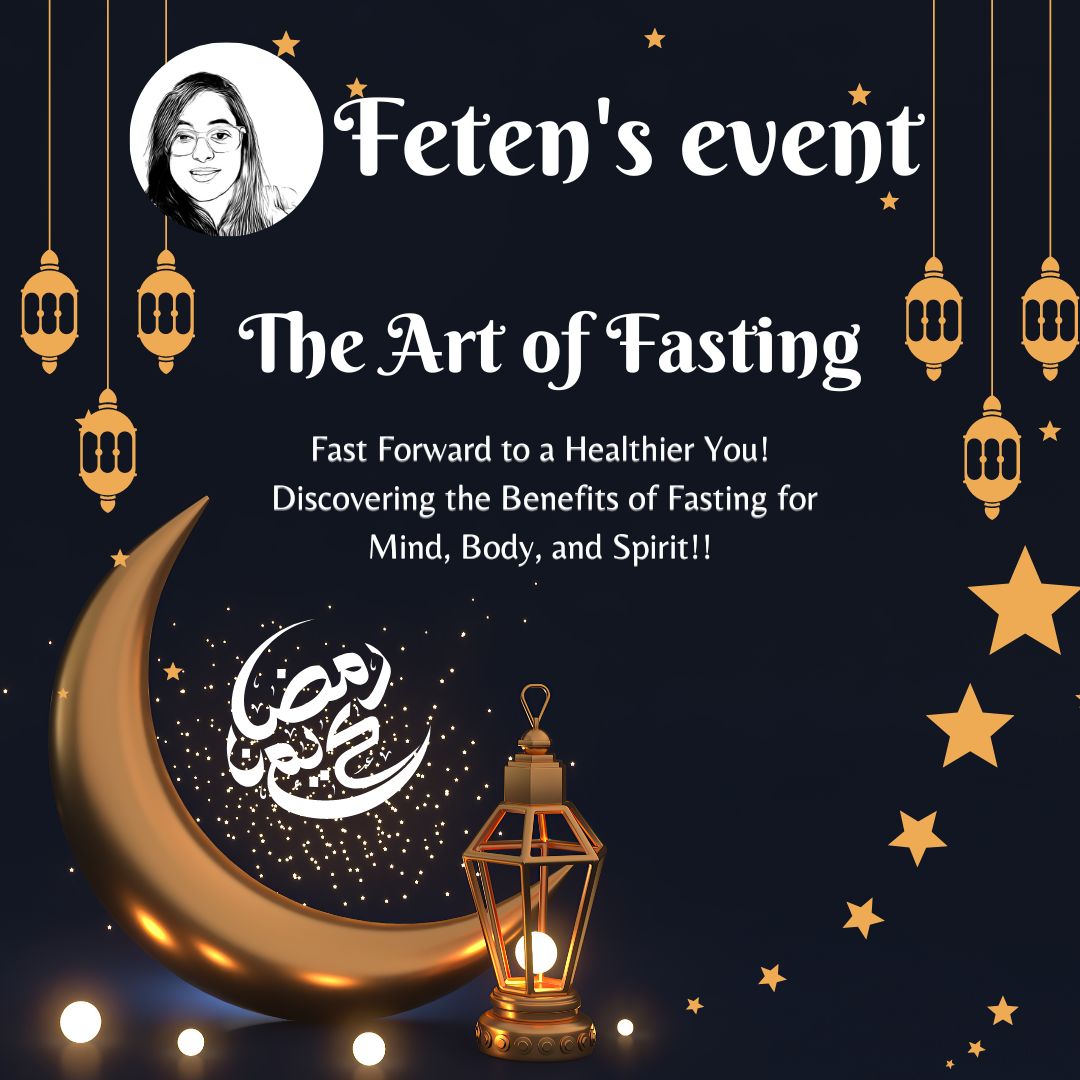 Feten's event
The Art of Fasting
Fast Forward to a Healthier You!
Discovering the Benefits of Fasting for
Mind, Body, and Spirit!!
رمضان
كريم